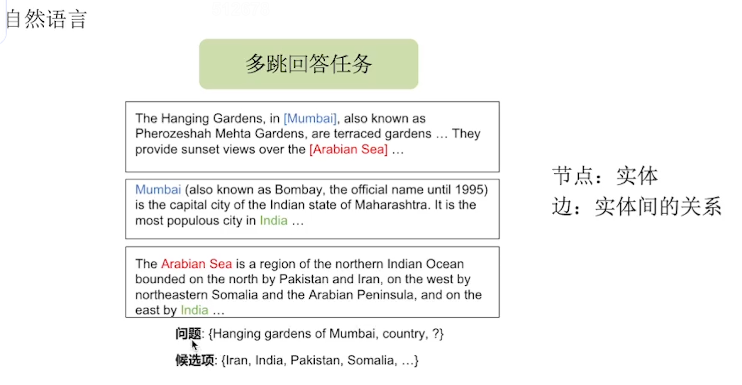 自然语言
多跳回答任务
The Hanging Gardens, in [Mumbai], also known as
Pherozeshah Mehta Gardens, are terraced gardens … They
provide sunset views over the [Arabian Sea] …
Mumbai (also known as Bombay, the official name until 1995)
is the capital city of the Indian state of Maharashtra. It is the
most populous city in India …
The Arabian Sea is a region of the northern Indian Ocean
bounded on the north by Pakistan and Iran, on the west by
northeastern Somalia and the Arabian Peninsula, and on the
east by India …
问题: {Hanging gardens of Mumbai, country, ?}
候选项: {Iran, India, Pakistan, Somalia, …}
节点：实体
边：实体间的关系